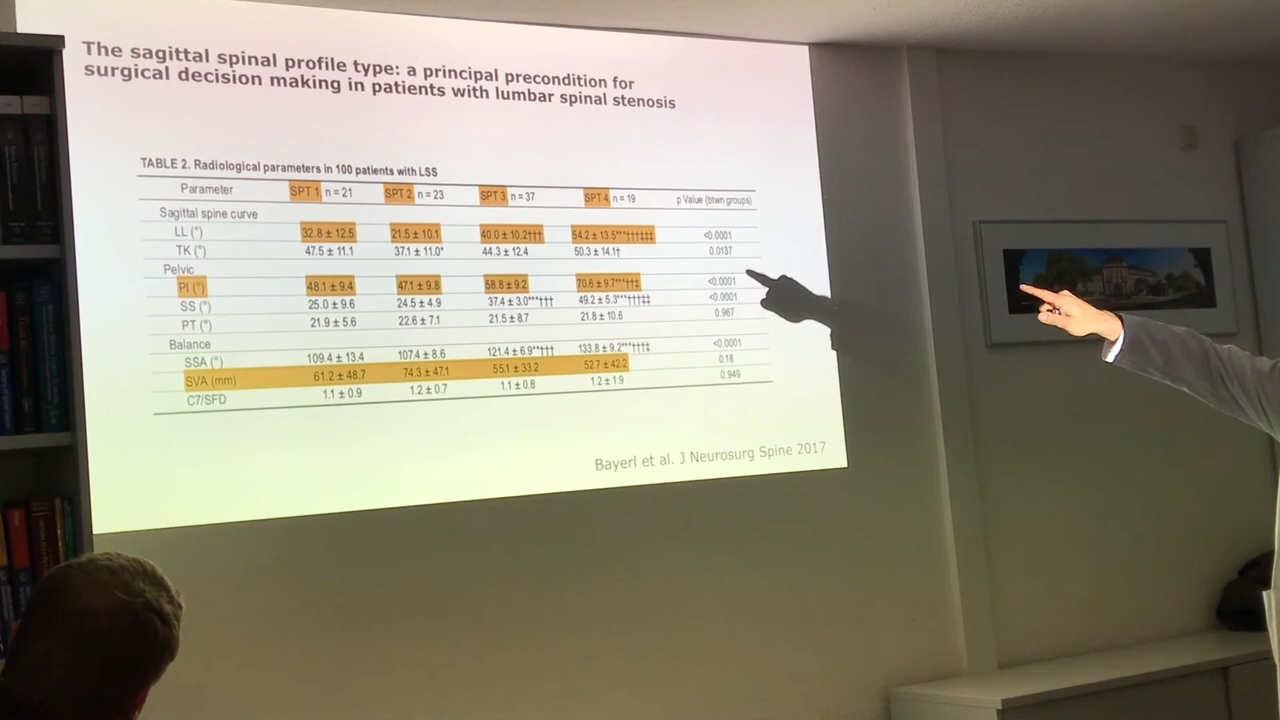 The sagittal spinal profile type: a principal precondition for
surgical decision making in patients with lumbar spinal stenosis
TABLE 2. Radiological parameters in 100 patients with LSS
Parameter SPT 1, n = 21 SPT 2, n = 23 SPT 3, n = 37 SPT 4, n = 19 p Value (btwn groups)
Sagittal spine curve
LL (°) 32.8 ± 12.5 21.5 ± 10.1 40.0 ± 10.2††† 54.2 ± 13.5***†††‡‡‡ <0.0001
TK (°) 47.5 ± 11.1 37.1 ± 11.0* 44.3 ± 12.4 50.3 ± 14.1† 0.0137
Pelvic
PI (°) 48.1 ± 9.4 47.1 ± 9.8 58.8 ± 9.2 70.6 ± 9.7***††‡ <0.0001
SS (°) 25.0 ± 9.6 24.5 ± 4.9 37.4 ± 3.0***††† 49.2 ± 5.3***†††‡‡ <0.0001
PT (°) 21.9 ± 5.6 22.6 ± 7.1 21.5 ± 8.7 21.8 ± 10.6 0.967
Balance
SSA (°) 109.4 ± 13.4 107.4 ± 8.6 121.4 ± 6.9**††† 133.8 ± 9.2***†††‡ <0.0001
SVA (mm) 61.2 ± 48.7 74.3 ± 47.1 55.1 ± 33.2 52.7 ± 42.2 0.18
C7/SFD 1.1 ± 0.9 1.2 ± 0.7 1.1 ± 0.8 1.2 ± 1.9 0.949
Bayerl et al. J Neurosurg Spine 2017